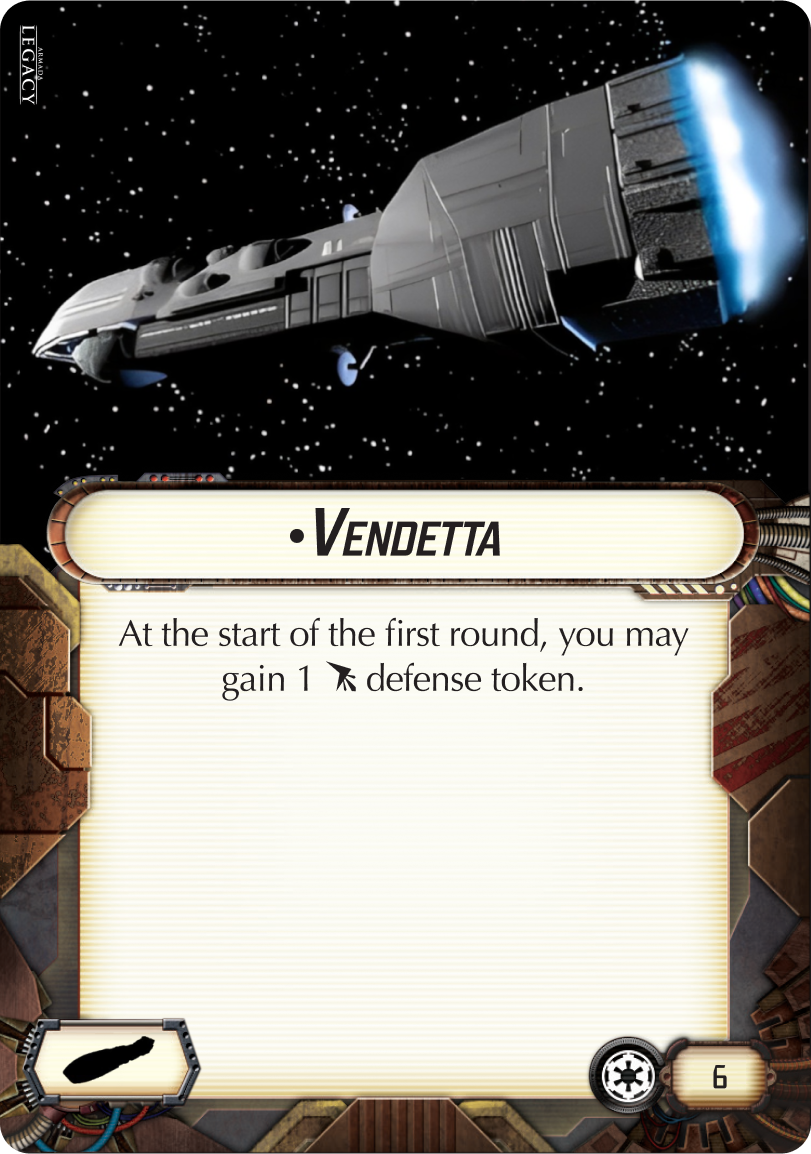 ARMADA
LEGACY
•VENDETTA
At the start of the first round, you may
gain 1 defense token.
6